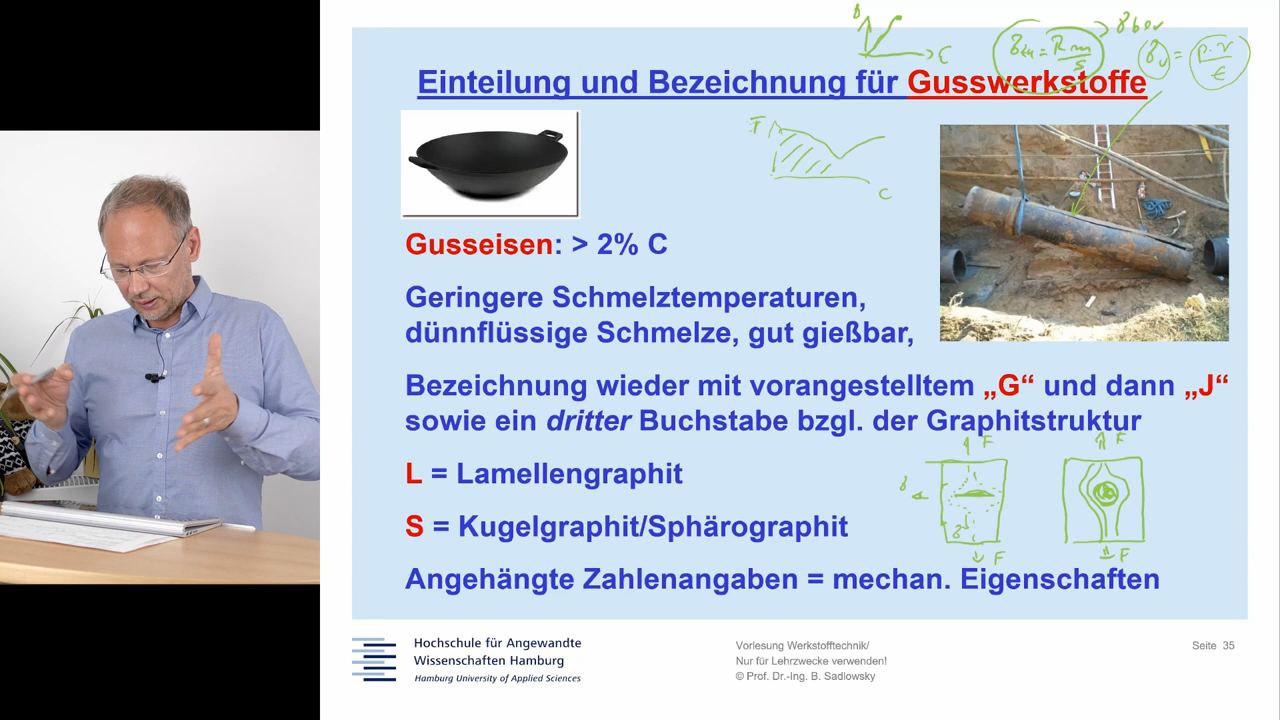 Einteilung und Bezeichnung für Gusswerkstoffe
Gusseisen: > 2% C
Geringere Schmelztemperaturen,
dünnflüssige Schmelze, gut gießbar,
Bezeichnung wieder mit vorangestelltem „G“ und dann „J“
sowie ein dritter Buchstabe bzgl. der Graphitstruktur
L = Lamellengraphit
S = Kugelgraphit/Sphärographit
Angehängte Zahlenangaben = mechan. Eigenschaften
T
C
F
F
F
F
Hochschule für Angewandte
Wissenschaften Hamburg
Hamburg University of Applied Sciences
Vorlesung Werkstofftechnik/
Nur für Lehrzwecke verwenden!
© Prof. Dr.-Ing. B. Sadlowsky
Seite 35